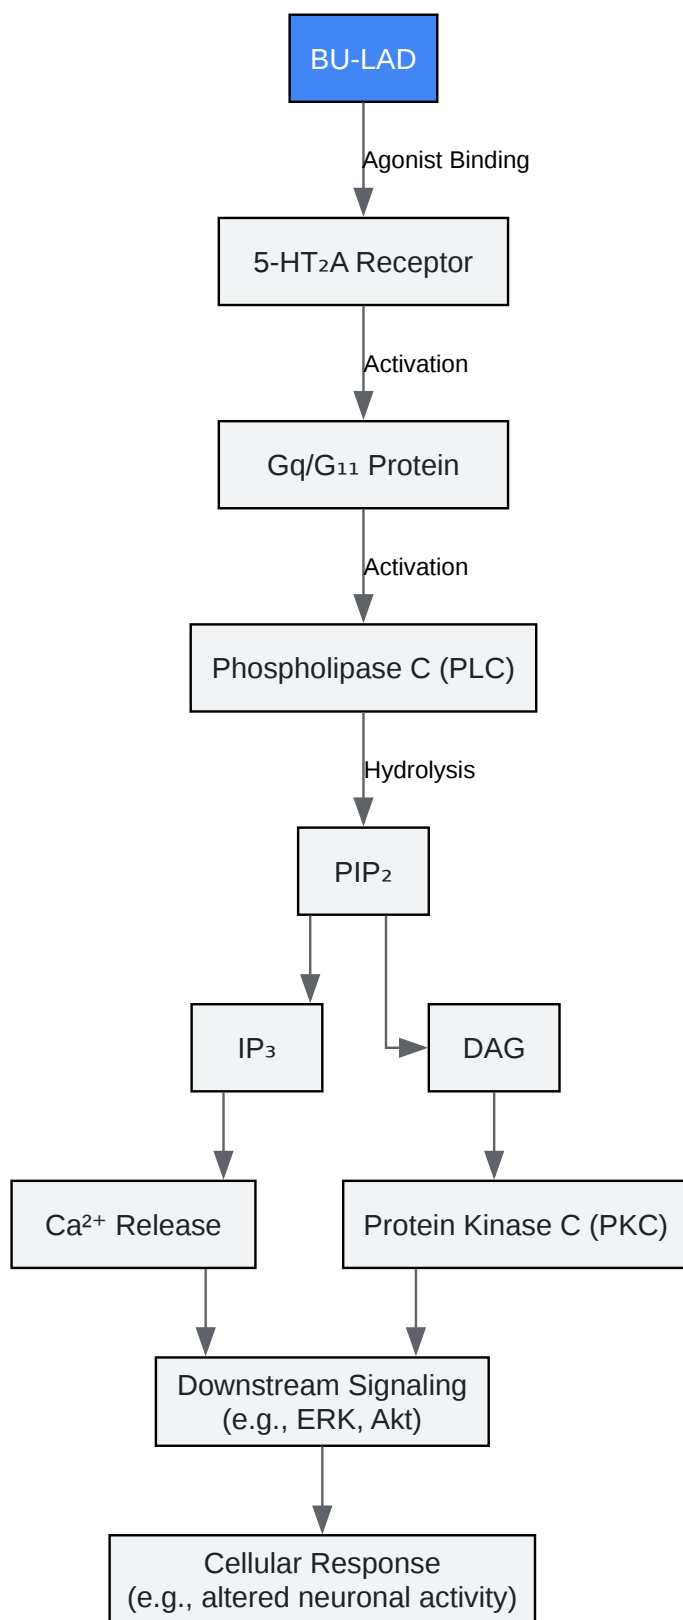 BU-LAD
Agonist Binding
5-HT₂A Receptor
Activation
Gq/G₁₁ Protein
Activation
Phospholipase C (PLC)
Hydrolysis
PIP₂
IP₃
DAG
Ca²⁺ Release
Protein Kinase C (PKC)
Downstream Signaling
(e.g., ERK, Akt)
Cellular Response
(e.g., altered neuronal activity)